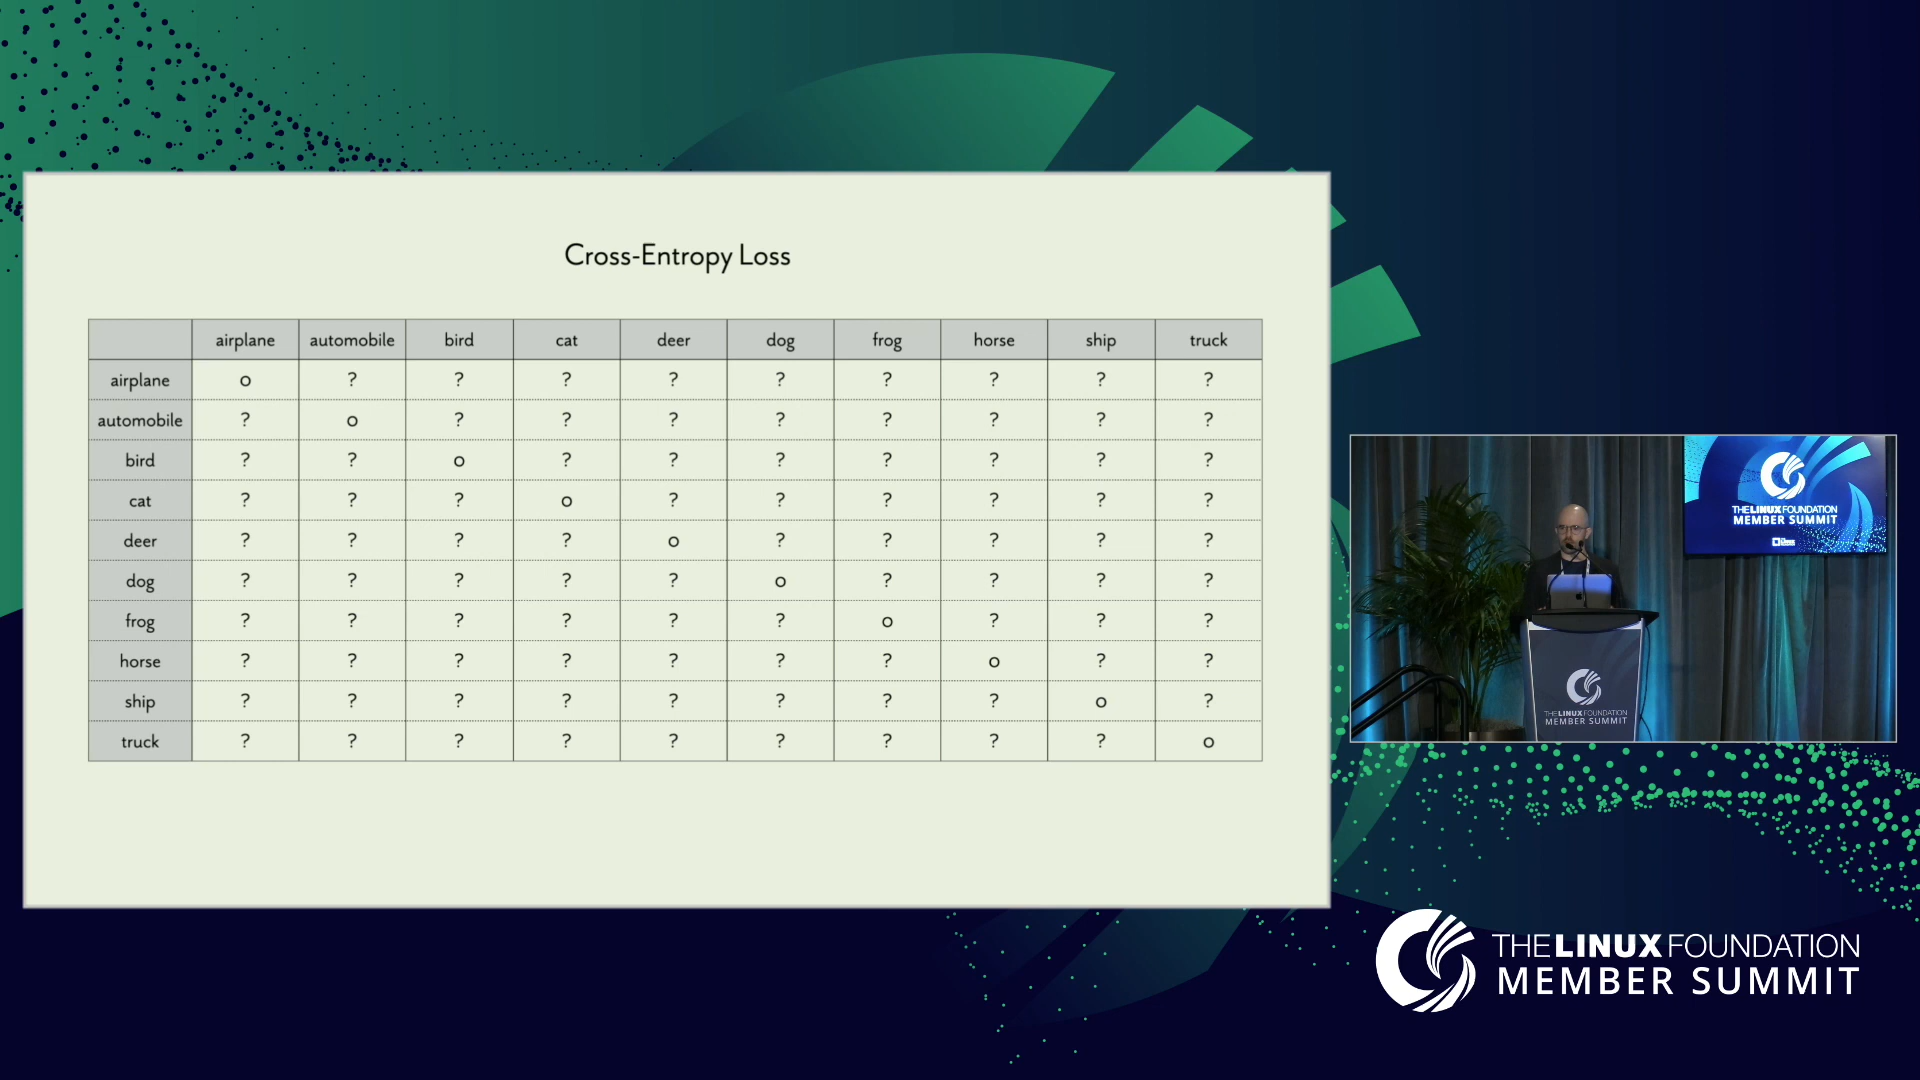 Cross-Entropy Loss
airplane automobile bird cat deer dog frog horse ship truck
airplane o ? ? ? ? ? ? ? ? ?
automobile ? o ? ? ? ? ? ? ? ?
bird ? ? o ? ? ? ? ? ? ?
cat ? ? ? o ? ? ? ? ? ?
deer ? ? ? ? o ? ? ? ? ?
dog ? ? ? ? ? o ? ? ? ?
frog ? ? ? ? ? ? o ? ? ?
horse ? ? ? ? ? ? ? o ? ?
ship ? ? ? ? ? ? ? ? o ?
truck ? ? ? ? ? ? ? ? ? o
THE LINUX FOUNDATION
MEMBER SUMMIT
THE LINUX FOUNDATION
MEMBER SUMMIT
THE LINUX FOUNDATION
MEMBER SUMMIT